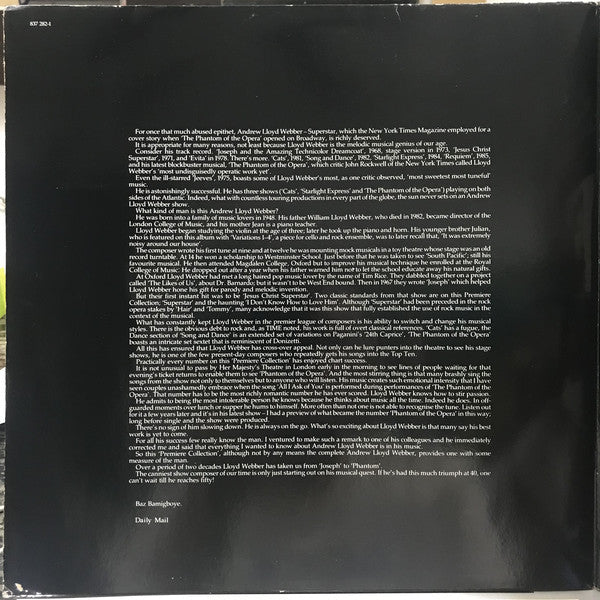 837 282-1
For once that much abused epithet, Andrew Lloyd Webber – Superstar, which the New York Times Magazine employed for a
cover story when 'The Phantom of the Opera' opened on Broadway, is richly deserved.
It is appropriate for many reasons, not least because Lloyd Webber is the melodic musical genius of our age.
Consider his track record. 'Joseph and the Amazing Technicolor Dreamcoat', 1968, stage version in 1973, 'Jesus Christ
Superstar', 1971, and 'Evita' in 1978. There's more. 'Cats', 1981, 'Song and Dance', 1982, 'Starlight Express', 1984, 'Requiem', 1985,
and his latest blockbuster musical, 'The Phantom of the Opera', which critic John Rockwell of the New York Times called Lloyd
Webber's 'most undisguisedly operatic work yet'.
Even the ill-starred 'Jeeves', 1975, boasts some of Lloyd Webber's most, as one critic observed, 'most sweetest most tuneful'
music.
He is astonishingly successful. He has three shows ('Cats', 'Starlight Express' and 'The Phantom of the Opera') playing on both
sides of the Atlantic. Indeed, what with countless touring productions in every part of the globe, the sun never sets on an Andrew
Lloyd Webber show.
What kind of man is this Andrew Lloyd Webber?
He was born into a family of music lovers in 1948. His father William Lloyd Webber, who died in 1982, became director of the
London College of Music, and his mother Jean is a piano teacher.
Lloyd Webber began studying the violin at the age of three; later he took up the piano and horn. His younger brother Julian,
who is featured on this album with 'Variations 1-4', a piece for cello and rock ensemble, was to later recall that, 'It was extremely
noisy around our house'.
The composer wrote his first tune at nine and at twelve he was mounting mock musicals in a toy theatre whose stage was an old
record turntable. At 14 he won a scholarship to Westminster School. Just before that he was taken to see 'South Pacific'; still his
favourite musical. He then attended Magdalen College, Oxford but to improve his musical technique he enrolled at the Royal
College of Music. He dropped out after a year when his father warned him not to let the school educate away his natural gifts.
At Oxford Lloyd Webber had met a long haired pop music lover by the name of Tim Rice. They dabbled together on a project
called 'The Likes of Us', about Dr. Barnardo; but it wasn't to be West End bound. Then in 1967 they wrote 'Joseph' which helped
Lloyd Webber hone his gift for parody and melodic invention.
But their first instant hit was to be 'Jesus Christ Superstar'. Two classic standards from that show are on this Premiere
Collection; 'Superstar' and the haunting 'I Don't Know How to Love Him'. Although 'Superstar' had been preceded in the rock
opera stakes by 'Hair' and 'Tommy', many acknowledge that it was this show that fully established the use of rock music in the
context of the musical.
What has constantly kept Lloyd Webber in the premier league of composers is his ability to switch and change his musical
styles. There is the obvious debt to rock and, as TIME noted, his work is full of overt classical references. 'Cats' has a fugue, the
Dance section of 'Song and Dance' is an extended set of variations on Paganini's '24th Caprice', 'The Phantom of the Opera'
boasts an intricate sex sextet that is reminiscent of Donizetti.
All this has ensured that Lloyd Webber has cross-over appeal. Not only can he lure punters into the theatre to see his stage
shows, he is one of the few present-day composers who repeatedly gets his songs into the Top Ten.
Practically every number on this 'Premiere Collection' has enjoyed chart success.
It is not unusual to pass by Her Majesty's Theatre in London early in the morning to see lines of people waiting for that
evening's ticket returns to enable them to see 'Phantom of the Opera'. And the most stirring thing is that many brashly sing the
songs from the show not only to themselves but to anyone who will listen. His music creates such emotional intensity that I have
seen couples unashamedly embrace when the song 'All I Ask of You' is performed during performances of 'The Phantom of the
Opera'. That number has to be the most richly romantic number he has ever scored. Lloyd Webber knows how to stir passion.
He admits to being the most intolerable person he knows because he thinks about music all the time. Indeed he does. In off-
guarded moments over lunch or supper he hums to himself. More often than not one is not able to recognise the tune. Listen out
for it a few years later and it's in his latest show – I had a preview of what became the number 'Phantom of the Opera' in this way;
long before single and the show were produced.
There's no sign of him slowing down. He is always on the go. What's so exciting about Lloyd Webber is that many say his best
work is yet to come.
For all his success few really know the man. I ventured to make such a remark to one of his colleagues and he immediately
corrected me and said that everything I wanted to know about Andrew Lloyd Webber is in his music.
So this 'Premiere Collection', although not by any means the complete Andrew Lloyd Webber, provides one with some
measure of the man.
Over a period of two decades Lloyd Webber has taken us from 'Joseph' to 'Phantom'.
The canniest show composer of our time is only just starting out on his musical quest. If he's had this much triumph at 40, one
can't wait till he reaches fifty!
Baz Bamigboye.
Daily Mail